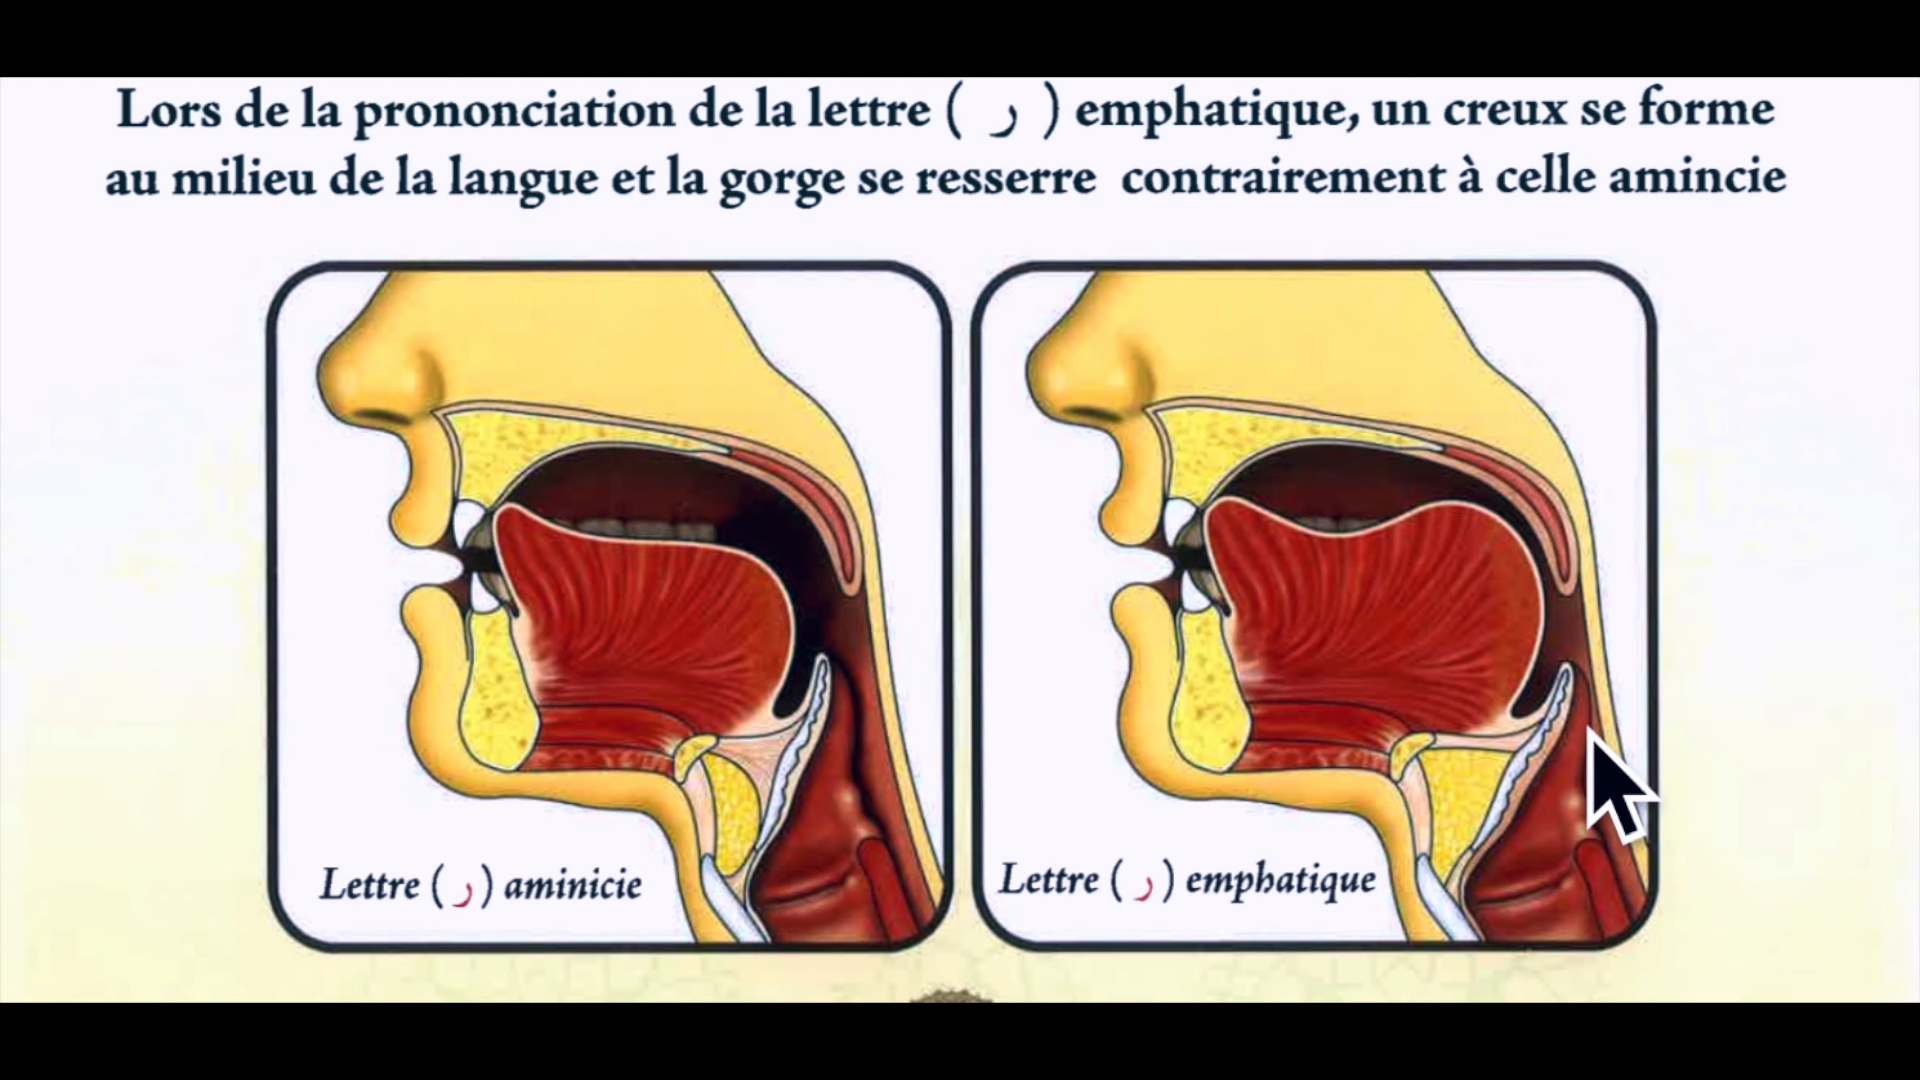 Lors de la prononciation de la lettre ( ر ) emphatique, un creux se forme
au milieu de la langue et la gorge se resserre contrairement à celle amincie
Lettre ( ر ) aminicie
Lettre ( ر ) emphatique